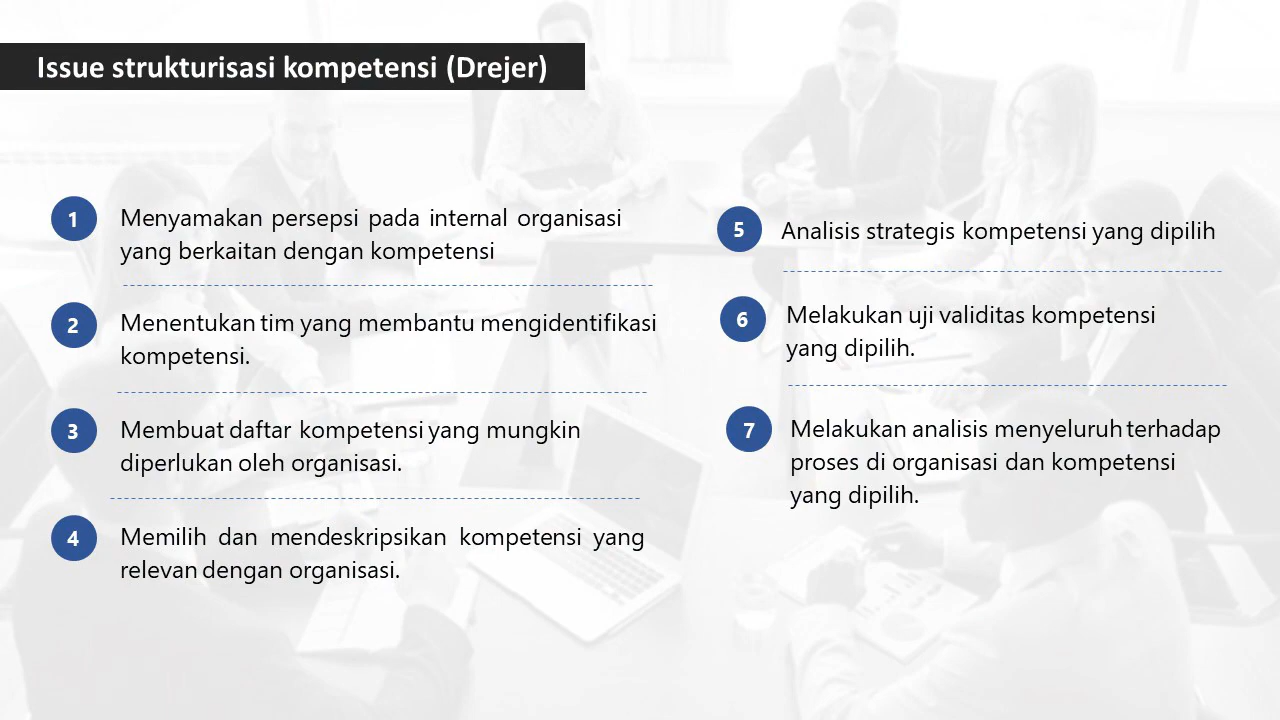 Issue strukturisasi kompetensi (Drejer)
1
Menyamakan persepsi pada internal organisasi
yang berkaitan dengan kompetensi
2
Menentukan tim yang membantu mengidentifikasi
kompetensi.
3
Membuat daftar kompetensi yang mungkin
diperlukan oleh organisasi.
4
Memilih dan mendeskripsikan kompetensi yang
relevan dengan organisasi.
5
Analisis strategis kompetensi yang dipilih
6
Melakukan uji validitas kompetensi
yang dipilih.
7
Melakukan analisis menyeluruh terhadap
proses di organisasi dan kompetensi
yang dipilih.